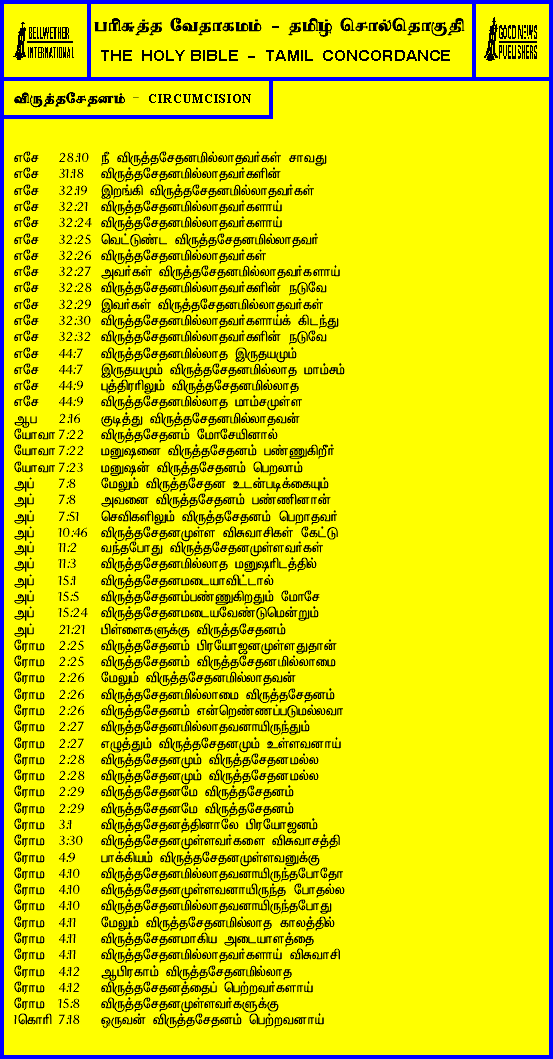 BELLWETHER
INTERNATIONAL
பரிசுத்த வேதாகமம் - தமிழ் சொல்தொகுதி
THE HOLY BIBLE - TAMIL CONCORDANCE
GOOD NEWS
PUBLISHERS
விருத்தசேதனம் - CIRCUMCISION
எசே 28:10 நீ விருத்தசேதனமில்லாதவர்கள் சாவது
எசே 31:18 விருத்தசேதனமில்லாதவர்களின்
எசே 32:19 இறங்கி விருத்தசேதனமில்லாதவர்கள்
எசே 32:21 விருத்தசேதனமில்லாதவர்களாய்
எசே 32:24 விருத்தசேதனமில்லாதவர்களாய்
எசே 32:25 வெட்டுண்ட விருத்தசேதனமில்லாதவர்
எசே 32:26 விருத்தசேதனமில்லாதவர்கள்
எசே 32:27 அவர்கள் விருத்தசேதனமில்லாதவர்களாய்
எசே 32:28 விருத்தசேதனமில்லாதவர்களின் நடுவே
எசே 32:29 இவர்கள் விருத்தசேதனமில்லாதவர்கள்
எசே 32:30 விருத்தசேதனமில்லாதவர்களாய்க் கிடந்து
எசே 32:32 விருத்தசேதனமில்லாதவர்களின் நடுவே
எசே 44:7 விருத்தசேதனமில்லாத இருதயமும்
எசே 44:7 இருதயமும் விருத்தசேதனமில்லாத மாம்சம்
எசே 44:9 புத்திரரிலும் விருத்தசேதனமில்லாத
எசே 44:9 விருத்தசேதனமில்லாத மாம்சமுள்ள
ஆப 2:16 குடித்து விருத்தசேதனமில்லாதவன்
யோவா 7:22 விருத்தசேதனம் மோசேயினால்
யோவா 7:22 மனுஷனை விருத்தசேதனம் பண்ணுகிறீர்
யோவா 7:23 மனுஷன் விருத்தசேதனம் பெறலாம்
அப் 7:8 மேலும் விருத்தசேதன உடன்படிக்கையும்
அப் 7:8 அவனை விருத்தசேதனம் பண்ணினான்
அப் 7:51 செவிகளிலும் விருத்தசேதனம் பெறாதவர்
அப் 10:46 விருத்தசேதனமுள்ள விசுவாசிகள் கேட்டு
அப் 11:2 வந்தபோது விருத்தசேதனமுள்ளவர்கள்
அப் 11:3 விருத்தசேதனமில்லாத மனுஷரிடத்தில்
அப் 15:1 விருத்தசேதனமடையாவிட்டால்
அப் 15:5 விருத்தசேதனம்பண்ணுகிறதும் மோசே
அப் 15:24 விருத்தசேதனமடையவேண்டுமென்றும்
அப் 21:21 பிள்ளைகளுக்கு விருத்தசேதனம்
ரோம 2:25 விருத்தசேதனம் பிரயோஜனமுள்ளதுதான்
ரோம 2:25 விருத்தசேதனம் விருத்தசேதனமில்லாமை
ரோம 2:26 மேலும் விருத்தசேதனமில்லாதவன்
ரோம 2:26 விருத்தசேதனமில்லாமை விருத்தசேதனம்
ரோம 2:26 விருத்தசேதனம் என்றெண்ணப்படுமல்லவா
ரோம 2:27 விருத்தசேதனமில்லாதவனாயிருந்தும்
ரோம 2:27 எழுத்தும் விருத்தசேதனமும் உள்ளவனாய்
ரோம 2:28 விருத்தசேதனமும் விருத்தசேதனமல்ல
ரோம 2:28 விருத்தசேதனமும் விருத்தசேதனமல்ல
ரோம 2:29 விருத்தசேதனமே விருத்தசேதனம்
ரோம 2:29 விருத்தசேதனமே விருத்தசேதனம்
ரோம 3:1 விருத்தசேதனத்தினாலே பிரயோஜனம்
ரோம 3:30 விருத்தசேதனமுள்ளவர்களை விசுவாசத்தி
ரோம 4:9 பாக்கியம் விருத்தசேதனமுள்ளவனுக்கு
ரோம 4:10 விருத்தசேதனமில்லாதவனாயிருந்தபோதோ
ரோம 4:10 விருத்தசேதனமுள்ளவனாயிருந்த போதல்ல
ரோம 4:10 விருத்தசேதனமில்லாதவனாயிருந்தபோது
ரோம 4:11 மேலும் விருத்தசேதனமில்லாத காலத்தில்
ரோம 4:11 விருத்தசேதனமாகிய அடையாளத்தை
ரோம 4:11 விருத்தசேதனமில்லாதவர்களாய் விசுவாசி
ரோம 4:12 ஆபிரகாம் விருத்தசேதனமில்லாத
ரோம 4:12 விருத்தசேதனத்தைப் பெற்றவர்களாய்
ரோம 15:8 விருத்தசேதனமுள்ளவர்களுக்கு
1கொரி 7:18 ஒருவன் விருத்தசேதனம் பெற்றவனாய்